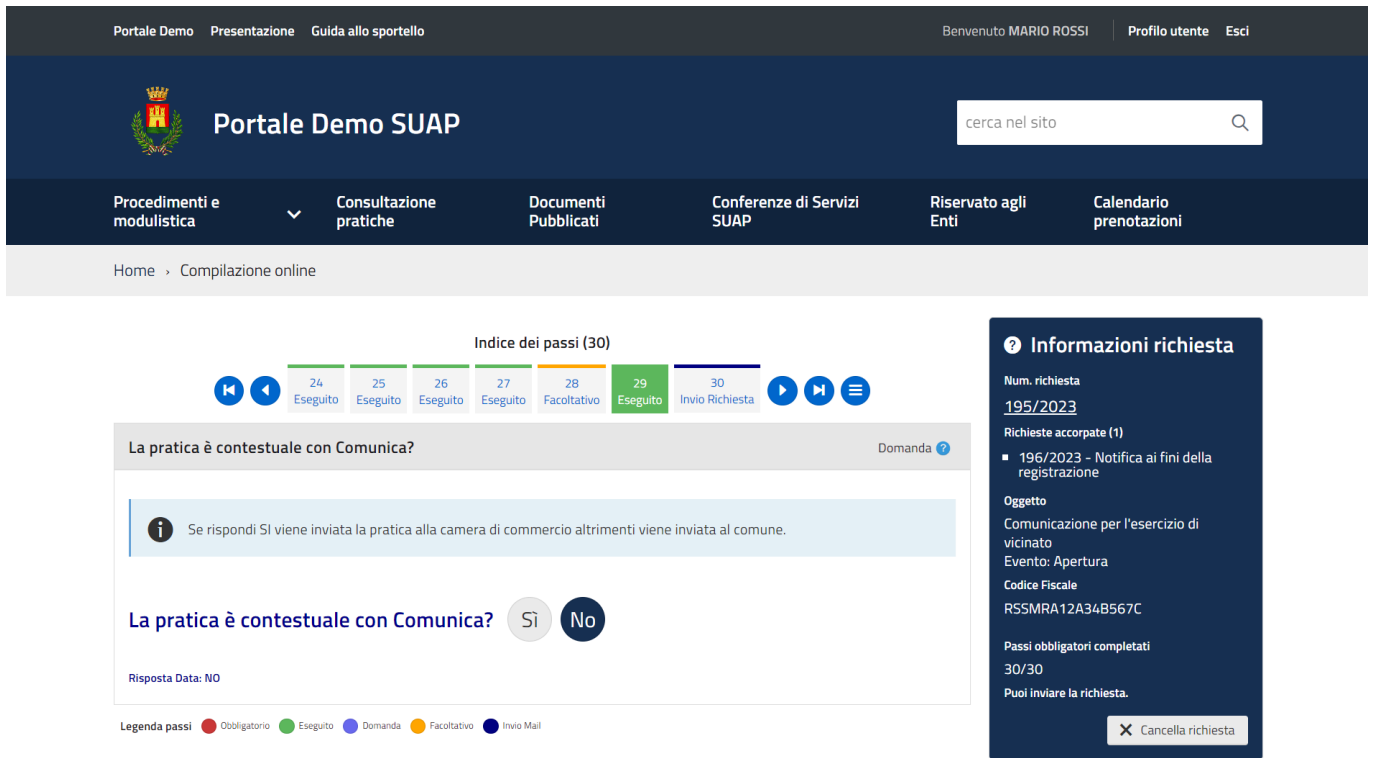 Portale Demo Presentazione Guida allo sportello
Benvenuto MARIO ROSSI Profilo utente Esci
Portale Demo SUAP
cerca nel sito
Procedimenti e
modulistica
Consultazione
pratiche
Documenti
Pubblicati
Conferenze di Servizi
SUAP
Riservato agli
Enti
Calendario
prenotazioni
Home › Compilazione online
Indice dei passi (30)
24
Eseguito
25
Eseguito
26
Eseguito
27
Eseguito
28
Facoltativo
29
Eseguito
30
Invio Richiesta
La pratica è contestuale con Comunica?
Domanda ?
Se rispondi SI viene inviata la pratica alla camera di commercio altrimenti viene inviata al comune.
La pratica è contestuale con Comunica? Sì No
Risposta Data: NO
Legenda passi Obbligatorio Eseguito Domanda Facoltativo Invio Mail
? Informazioni richiesta
Num. richiesta
195/2023
Richieste accorpate (1)
196/2023 - Notifica ai fini della
registrazione
Oggetto
Comunicazione per l'esercizio di
vicinato
Evento: Apertura
Codice Fiscale
RSSMRA12A34B567C
Passi obbligatori completati
30/30
Puoi inviare la richiesta.
Cancella richiesta